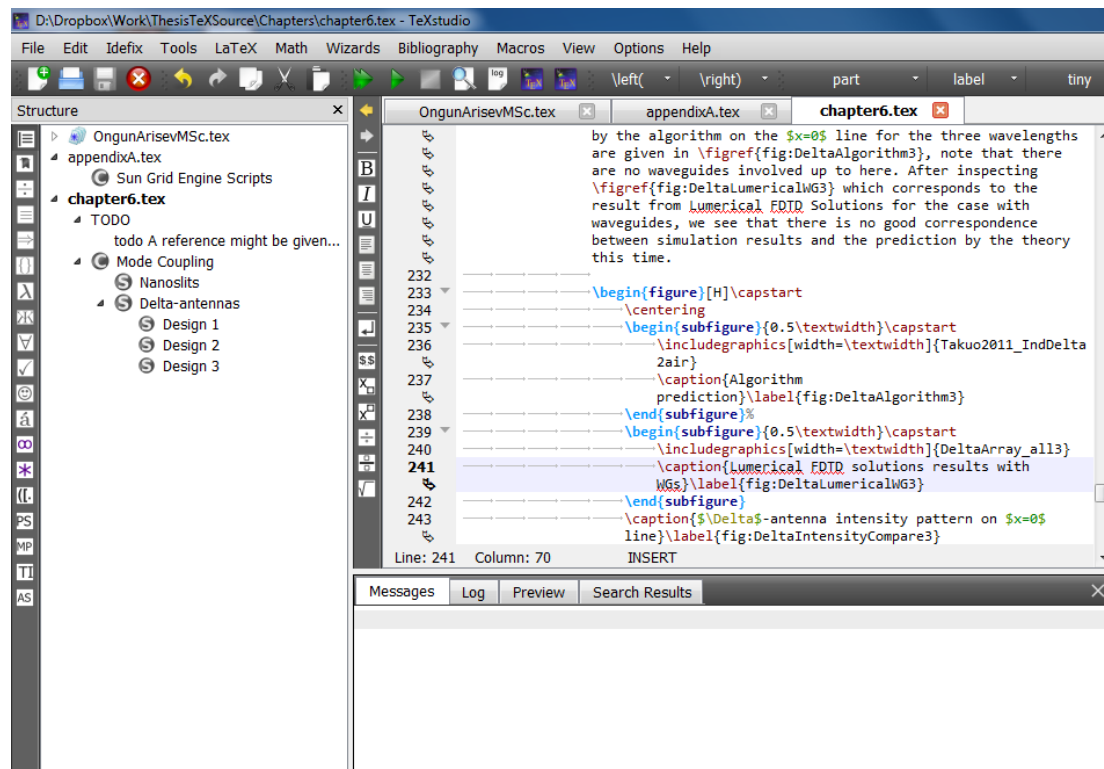 D:\Dropbox\Work\ThesisTeXSource\Chapters\chapter6.tex - TeXstudio
File Edit Idefix Tools LaTeX Math Wizards Bibliography Macros View Options Help
log TEX TEX \left( \right) part label tiny
Structure
OngunArisevMSc.tex
appendixA.tex
Sun Grid Engine Scripts
chapter6.tex
TODO
todo A reference might be given...
Mode Coupling
Nanoslits
Delta-antennas
Design 1
Design 2
Design 3
PS
MP
TI
AS
B
I
U
$$
OngunArisevMSc.tex appendixA.tex chapter6.tex
by the algorithm on the $x=0$ line for the three wavelengths
are given in \figref{fig:DeltaAlgorithm3}, note that there
are no waveguides involved up to here. After inspecting
\figref{fig:DeltaLumericalWG3} which corresponds to the
result from Lumerical FDTD Solutions for the case with
waveguides, we see that there is no good correspondence
between simulation results and the prediction by the theory
this time.
232
233 \begin{figure}[H]\capstart
234 \centering
235 \begin{subfigure}{0.5\textwidth}\capstart
236 \includegraphics[width=\textwidth]{Takuo2011_IndDelta
2air}
237 \caption{Algorithm
prediction}\label{fig:DeltaAlgorithm3}
238 \end{subfigure}%
239 \begin{subfigure}{0.5\textwidth}\capstart
240 \includegraphics[width=\textwidth]{DeltaArray_all3}
241 \caption{Lumerical FDTD solutions results with
WGs}\label{fig:DeltaLumericalWG3}
242 \end{subfigure}
243 \caption{$\Delta$-antenna intensity pattern on $x=0$
line}\label{fig:DeltaIntensityCompare3}
Line: 241 Column: 70 INSERT
Messages Log Preview Search Results